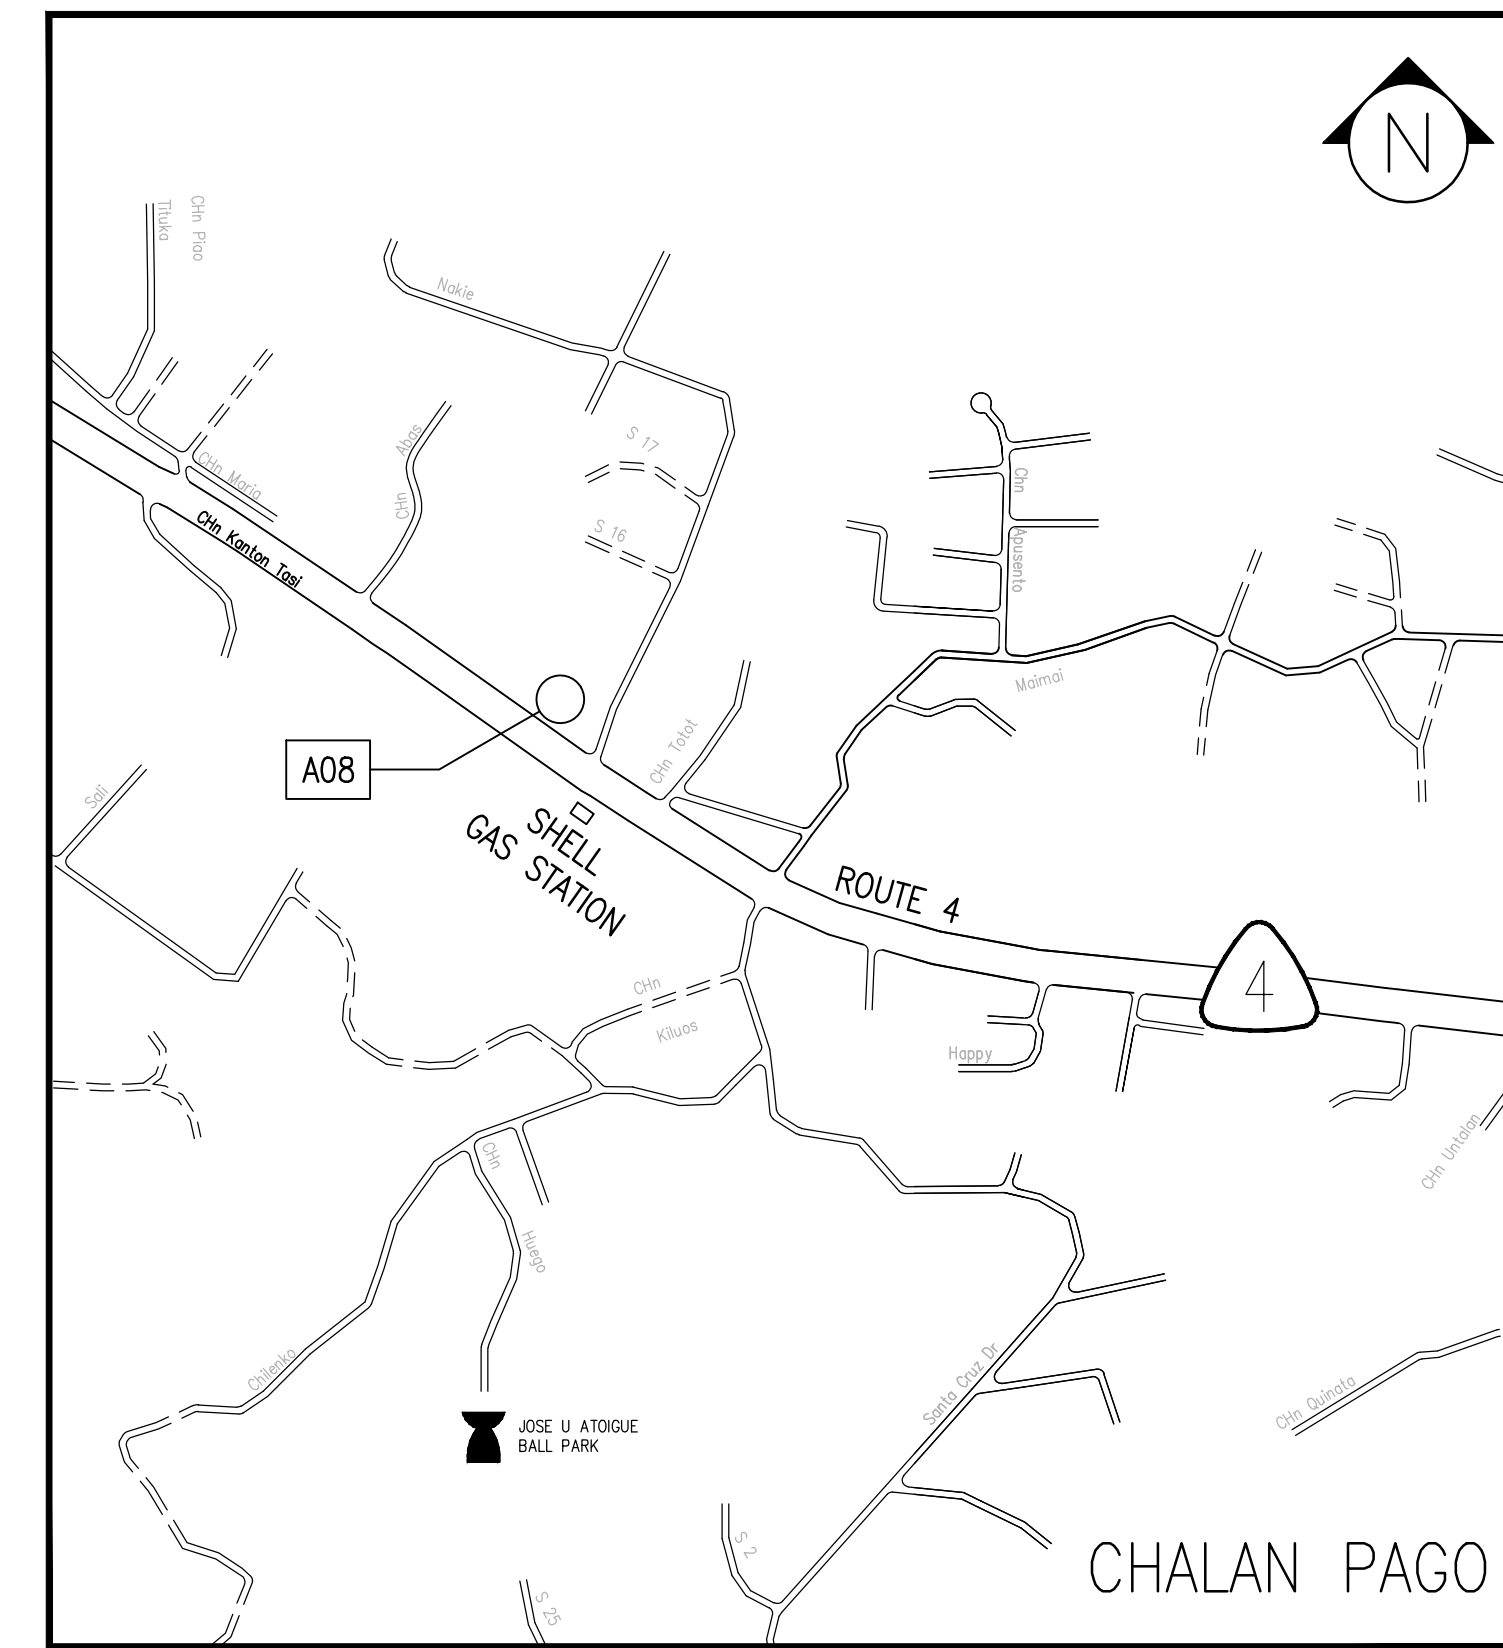 N
CHn Piao
Tituka
Nakie
S 17
Abas
CHn
CHn Maria
S 16
CHn Kanton Tasi
Chn
Apusento
Maimai
A08
CHn Totot
Sali
SHELL
GAS STATION
ROUTE 4
4
CHn
Kiluos
Happy
CHn Untalan
CHn
Huego
Chilenko
Santa Cruz Dr
CHn Quinata
JOSE U ATOIGUE
BALL PARK
S 2
S 25
CHALAN PAGO